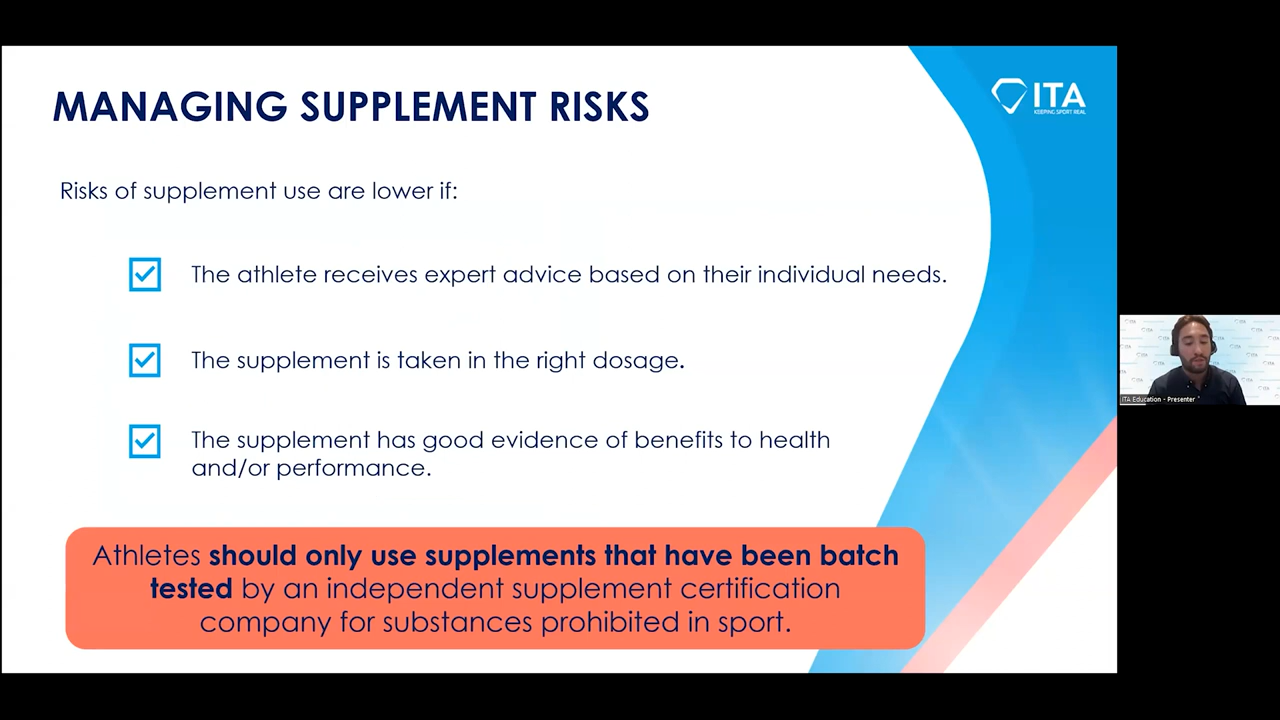 MANAGING SUPPLEMENT RISKS
ITA
KEEPING SPORT REAL
Risks of supplement use are lower if:
The athlete receives expert advice based on their individual needs.
The supplement is taken in the right dosage.
The supplement has good evidence of benefits to health
and/or performance.
Athletes should only use supplements that have been batch
tested by an independent supplement certification
company for substances prohibited in sport.
ITA Education - Presenter